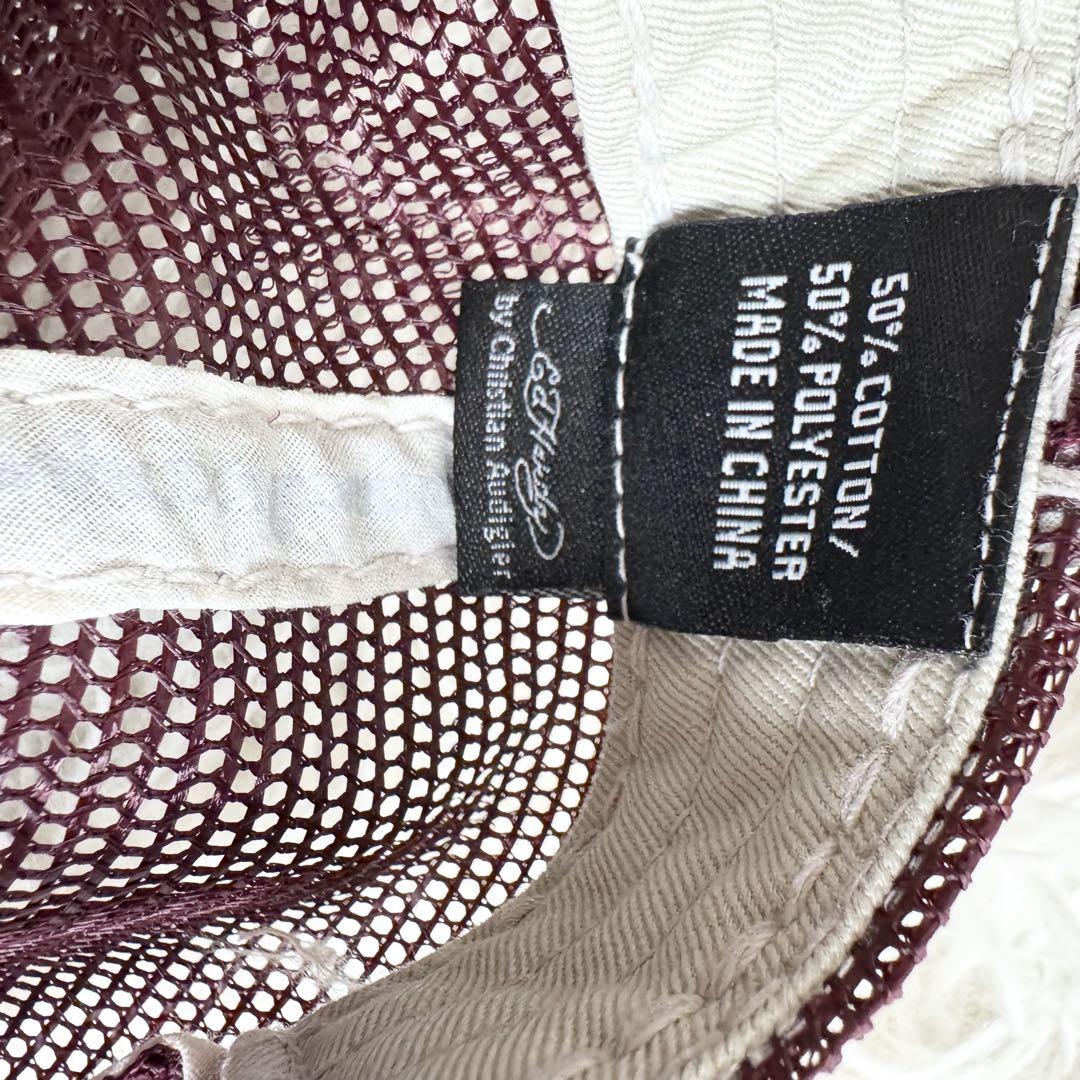 Ed Hardy
by Christian Audigier
50% COTTON/
50% POLYESTER
MADE IN CHINA